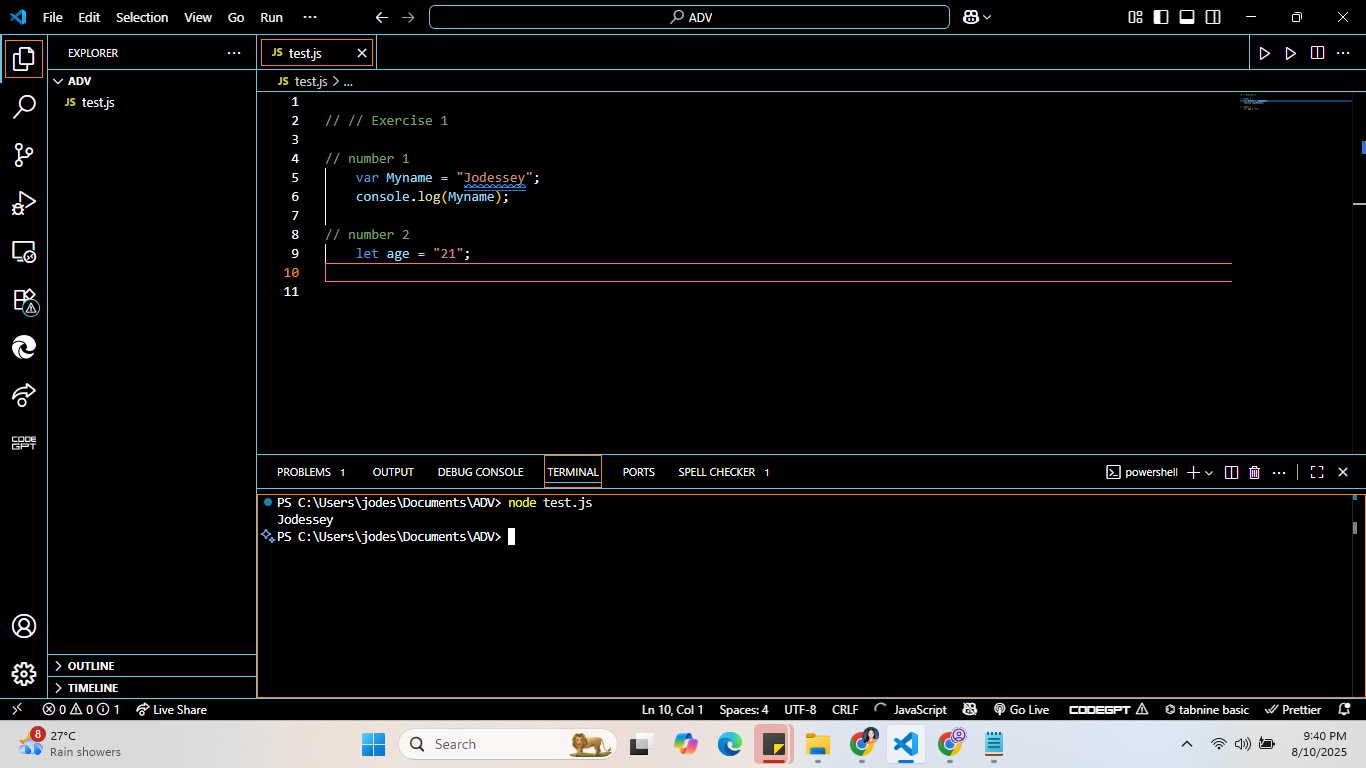 File Edit Selection View Go Run ··· ADV
EXPLORER ···
ADV
JS test.js
OUTLINE
TIMELINE
JS test.js
JS test.js > ...
1
2 // // Exercise 1
3
4 // number 1
5 var Myname = "Jodessey";
6 console.log(Myname);
7
8 // number 2
9 let age = "21";
10
11
PROBLEMS 1 OUTPUT DEBUG CONSOLE TERMINAL PORTS SPELL CHECKER 1 powershell
PS C:\Users\jodes\Documents\ADV> node test.js
Jodessey
PS C:\Users\jodes\Documents\ADV>
CODE
GPT
0 0 1 Live Share Ln 10, Col 1 Spaces: 4 UTF-8 CRLF JavaScript Go Live CODEGPT tabnine basic Prettier
8 27°C
Rain showers
Search
9:40 PM
8/10/2025